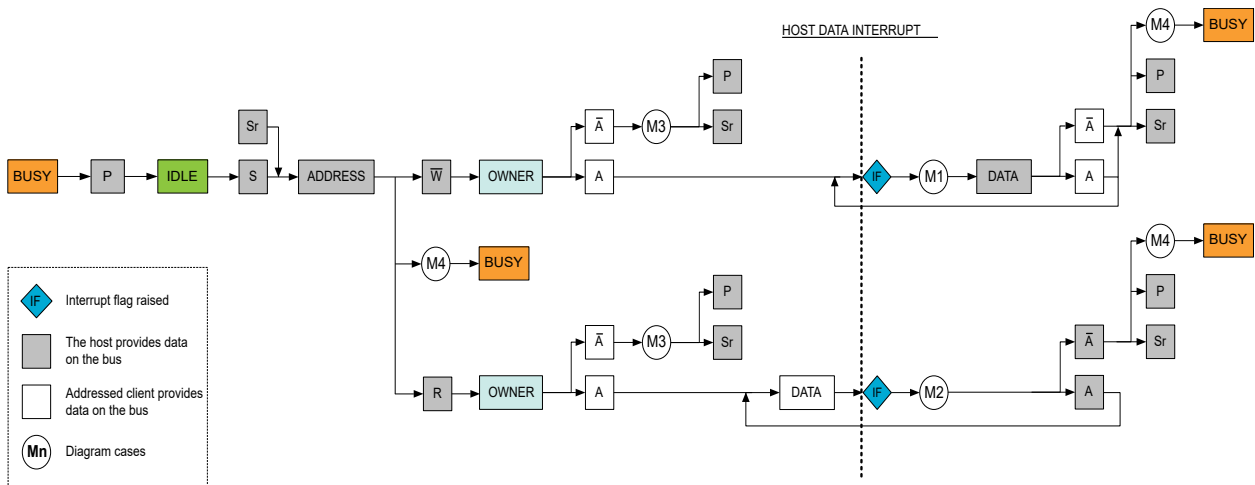 HOST DATA INTERRUPT
M4
BUSY
P
Sr
A̅
M3
P
Sr
A̅
Sr
BUSY
P
IDLE
S
ADDRESS
W̅
OWNER
A
IF
M1
DATA
A
M4
BUSY
M4
BUSY
P
Sr
A̅
M3
P
Sr
A̅
R
OWNER
A
DATA
IF
M2
A
IF
Interrupt flag raised
The host provides data
on the bus
Addressed client provides
data on the bus
Mn
Diagram cases